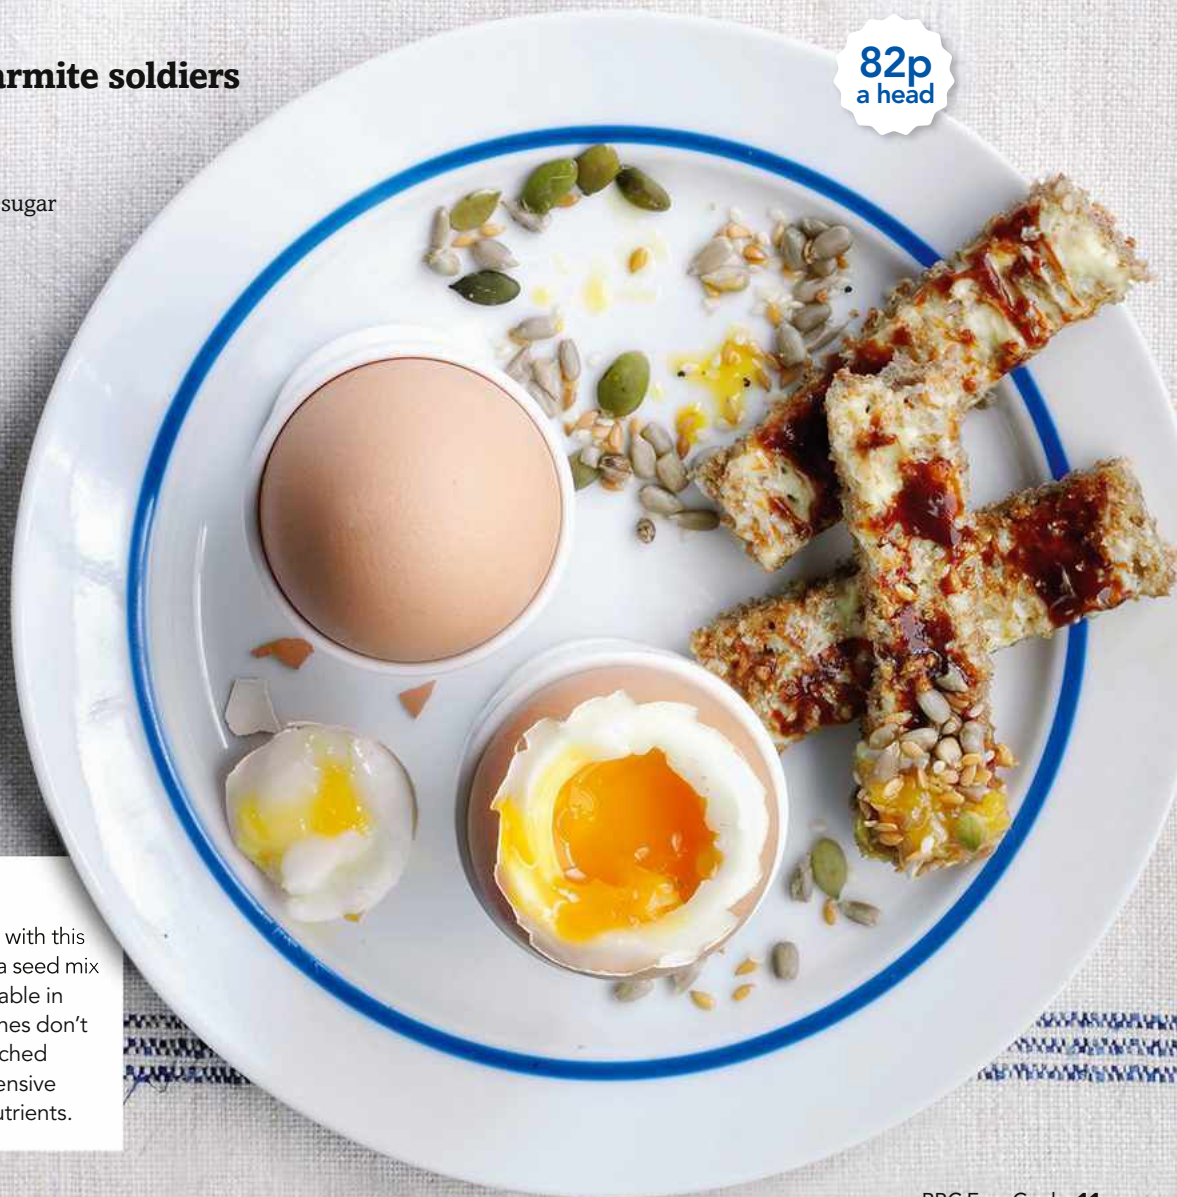 armite soldiers
82p
a head
sugar
with this
a seed mix
able in
nes don't
ched
ensive
utrients.